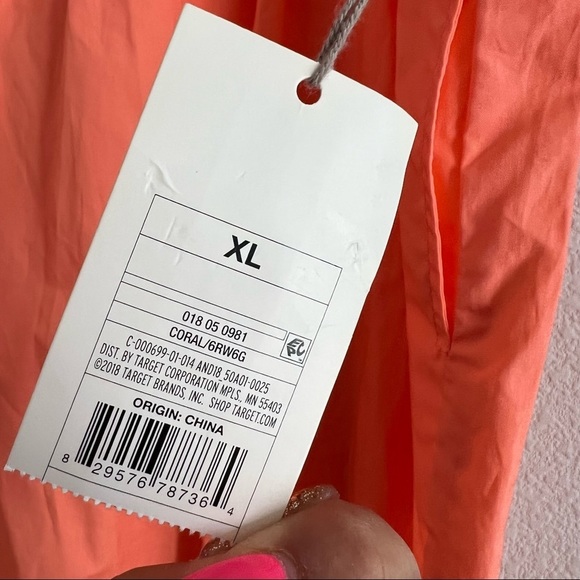 XL
018 05 0981
CORAL/6RW6G
EPC
C-000699-01-014 AND18 50A01-0025
DIST. BY TARGET CORPORATION MPLS., MN 55403
©2018 TARGET BRANDS, INC. SHOP TARGET.COM
ORIGIN: CHINA
8 29576 78736 4